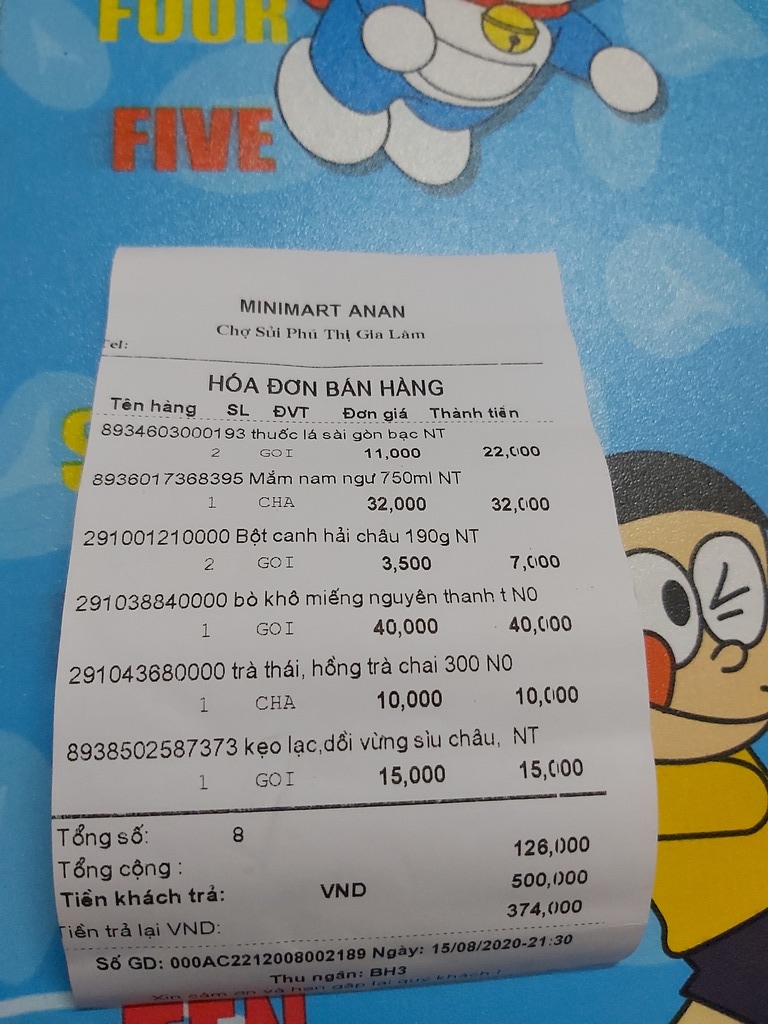 FOUR
FIVE
MINIMART ANAN
Chợ Sủi Phú Thị Gia Lâm
Tel:
HÓA ĐƠN BÁN HÀNG
Tên hàng SL ĐVT Đơn giá Thành tiền
8934603000193 thuốc lá sài gòn bạc NT
2 GOI 11,000 22,000
8936017368395 Mắm nam ngư 750ml NT
1 CHA 32,000 32,000
291001210000 Bột canh hải châu 190g NT
2 GOI 3,500 7,000
291038840000 bò khô miếng nguyên thanh t N0
1 GOI 40,000 40,000
291043680000 trà thái, hồng trà chai 300 N0
1 CHA 10,000 10,000
8938502587373 kẹo lạc,dồi vừng sìu châu, NT
1 GOI 15,000 15,000
Tổng số: 8
Tổng cộng : 126,000
Tiền khách trả: VND 500,000
Tiền trả lại VND: 374,000
Số GD: 000AC2212008002189 Ngày: 15/08/2020-21:30
Thu ngân: BH3
Xin cảm ơn và hẹn gặp lại quý khách !
TEN